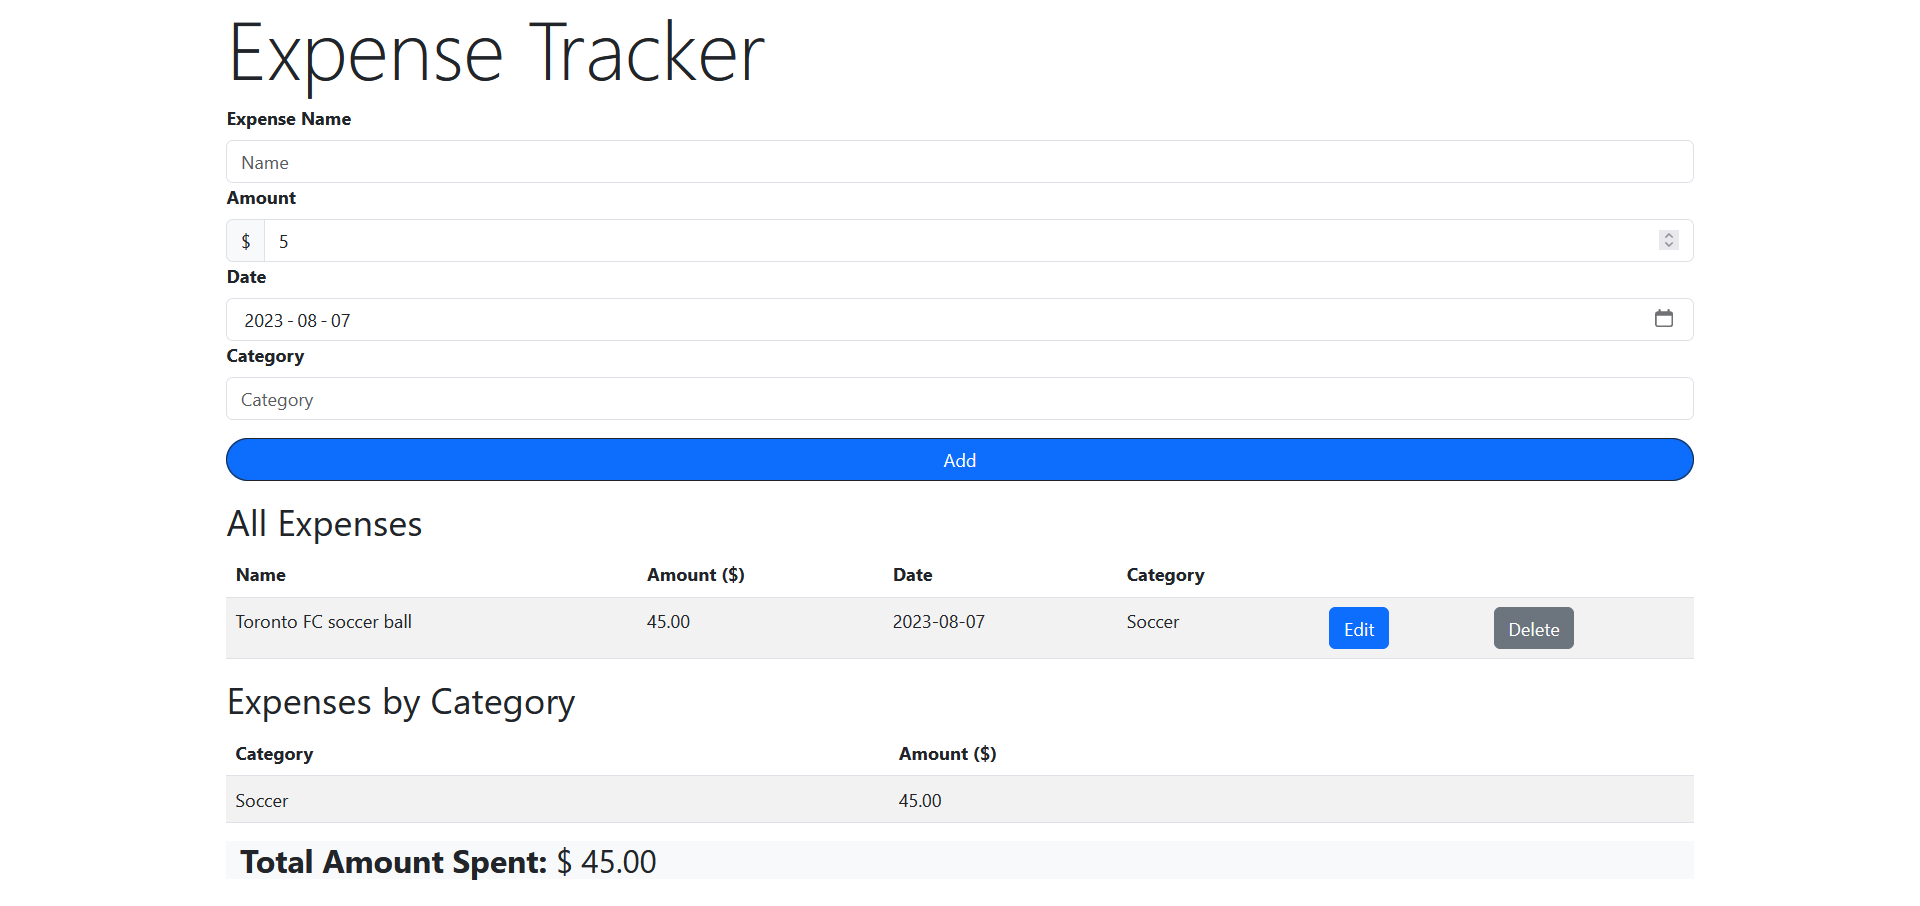 Expense Tracker
Expense Name
Name
Amount
$ 5
Date
2023-08-07
Category
Category
Add
All Expenses
Name Amount ($) Date Category
Toronto FC soccer ball 45.00 2023-08-07 Soccer Edit Delete
Expenses by Category
Category Amount ($)
Soccer 45.00
Total Amount Spent: $ 45.00